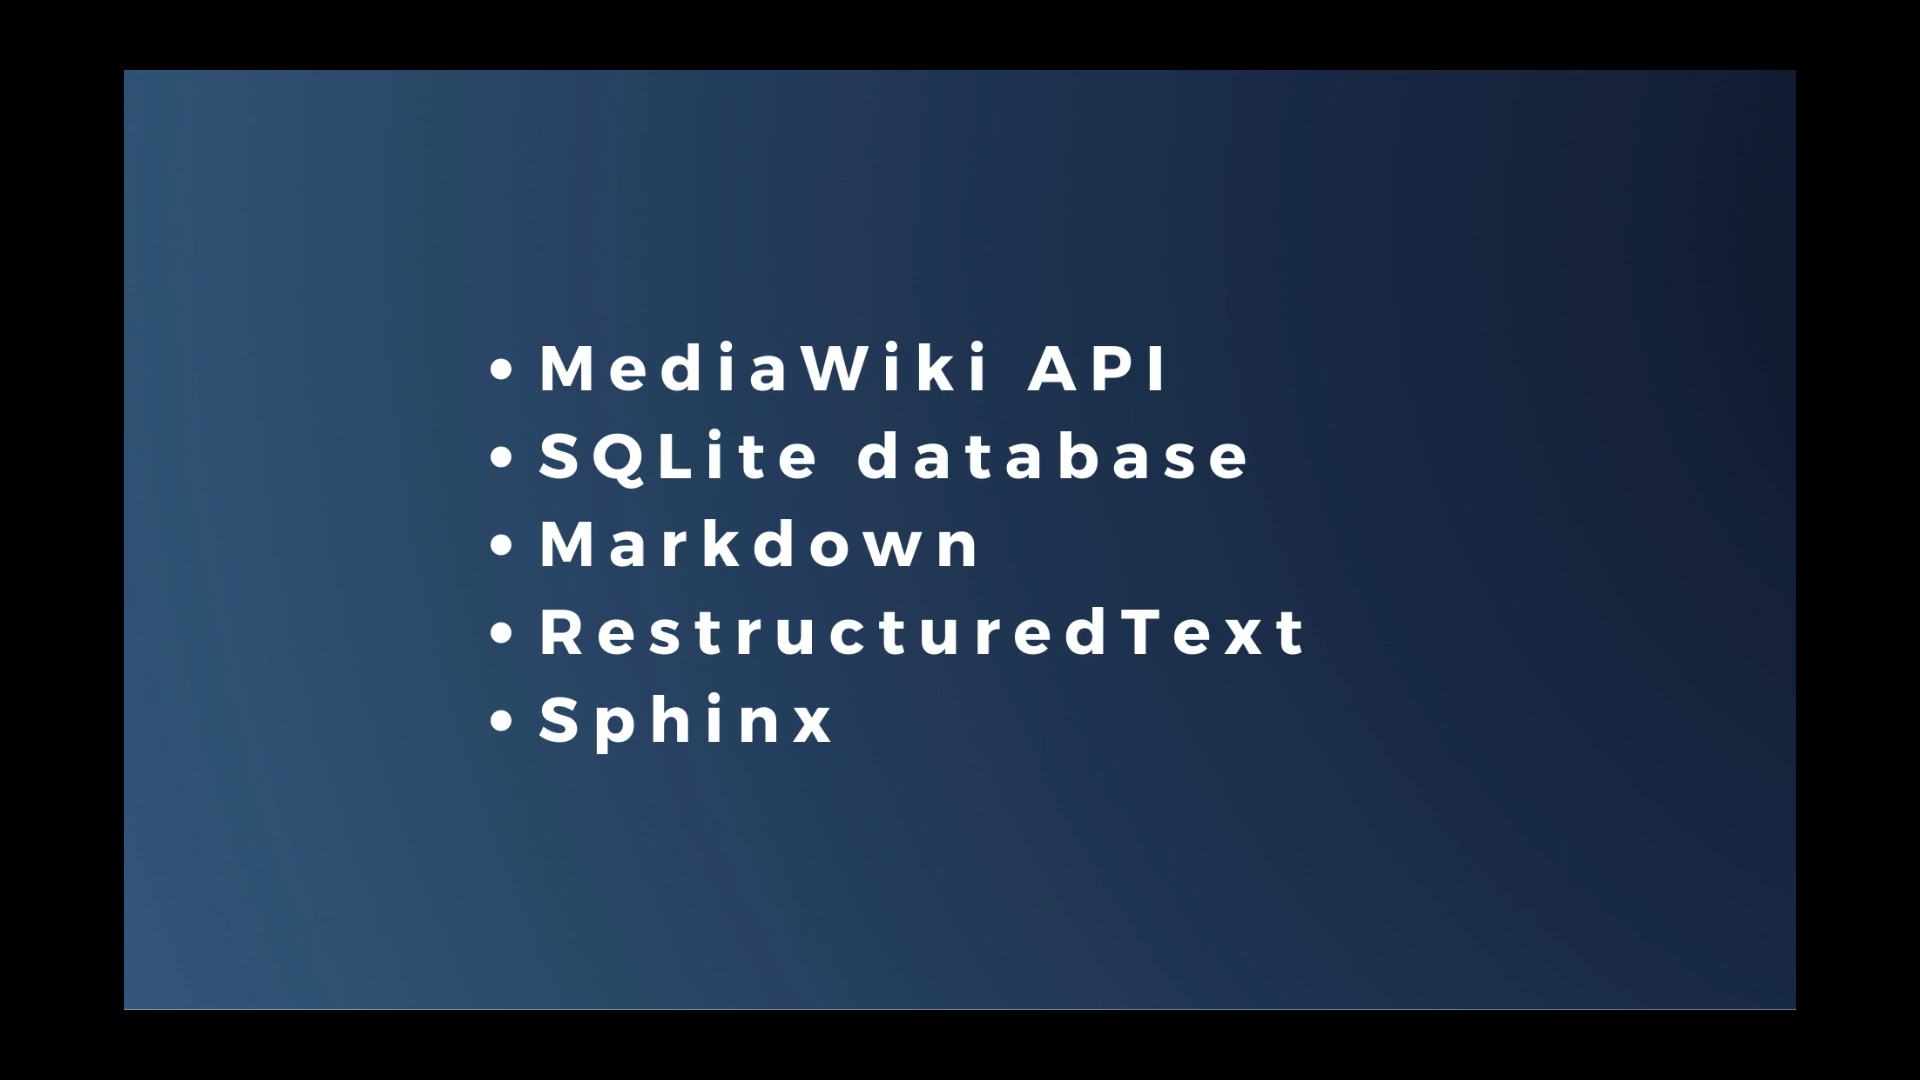 • MediaWiki API
• SQLite database
• Markdown
• RestructuredText
• Sphinx